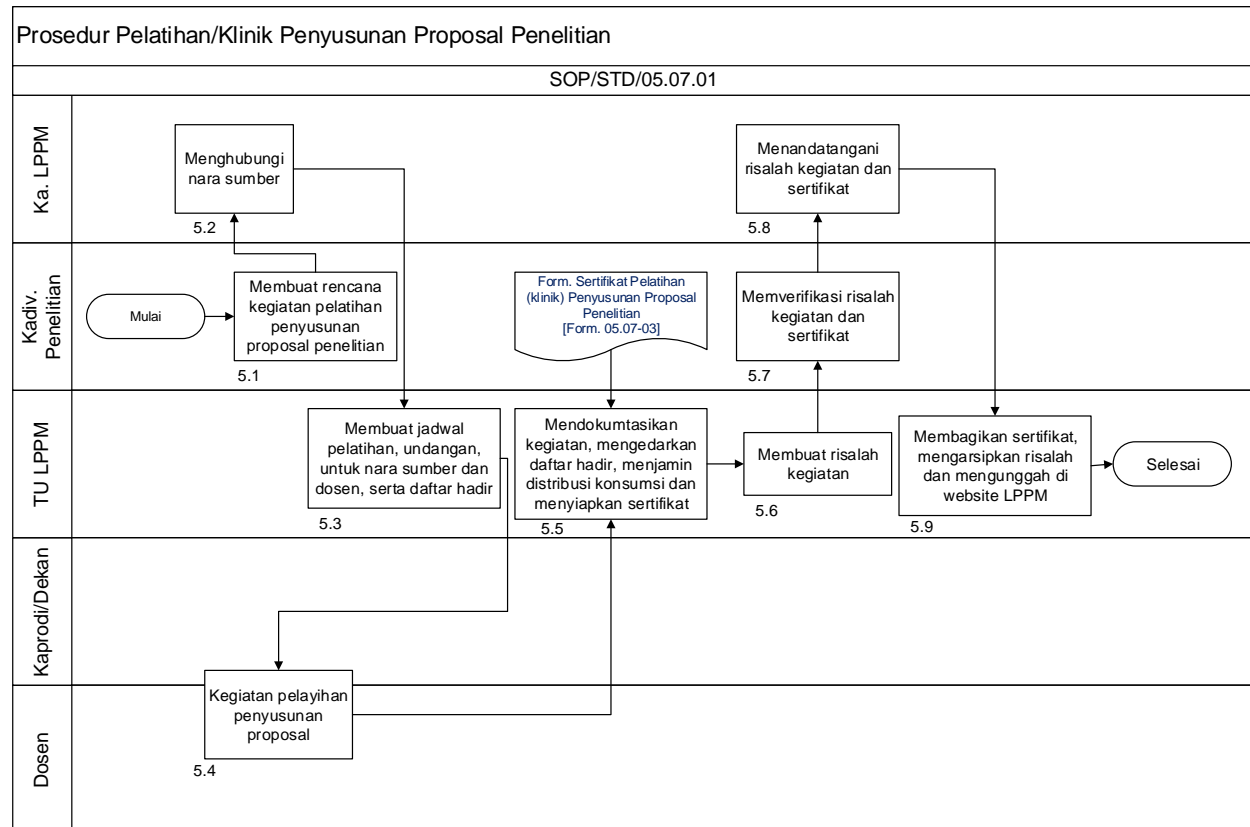 Prosedur Pelatihan/Klinik Penyusunan Proposal Penelitian
SOP/STD/05.07.01
Ka. LPPM
Menghubungi
nara sumber
5.2
Menandatangani
risalah kegiatan dan
sertifikat
5.8
Kadiv.
Penelitian
Mulai
Membuat rencana
kegiatan pelatihan
penyusunan
proposal penelitian
5.1
Form. Sertifikat Pelatihan
(klinik) Penyusunan Proposal
Penelitian
[Form. 05.07-03]
Memverifikasi risalah
kegiatan dan
sertifikat
5.7
TU LPPM
Membuat jadwal
pelatihan, undangan,
untuk nara sumber dan
dosen, serta daftar hadir
5.3
Mendokumtasikan
kegiatan, mengedarkan
daftar hadir, menjamin
distribusi konsumsi dan
menyiapkan sertifikat
5.5
Membuat risalah
kegiatan
5.6
Membagikan sertifikat,
mengarsipkan risalah
dan mengunggah di
website LPPM
5.9
Selesai
Kaprodi/Dekan
Dosen
Kegiatan pelayihan
penyusunan
proposal
5.4